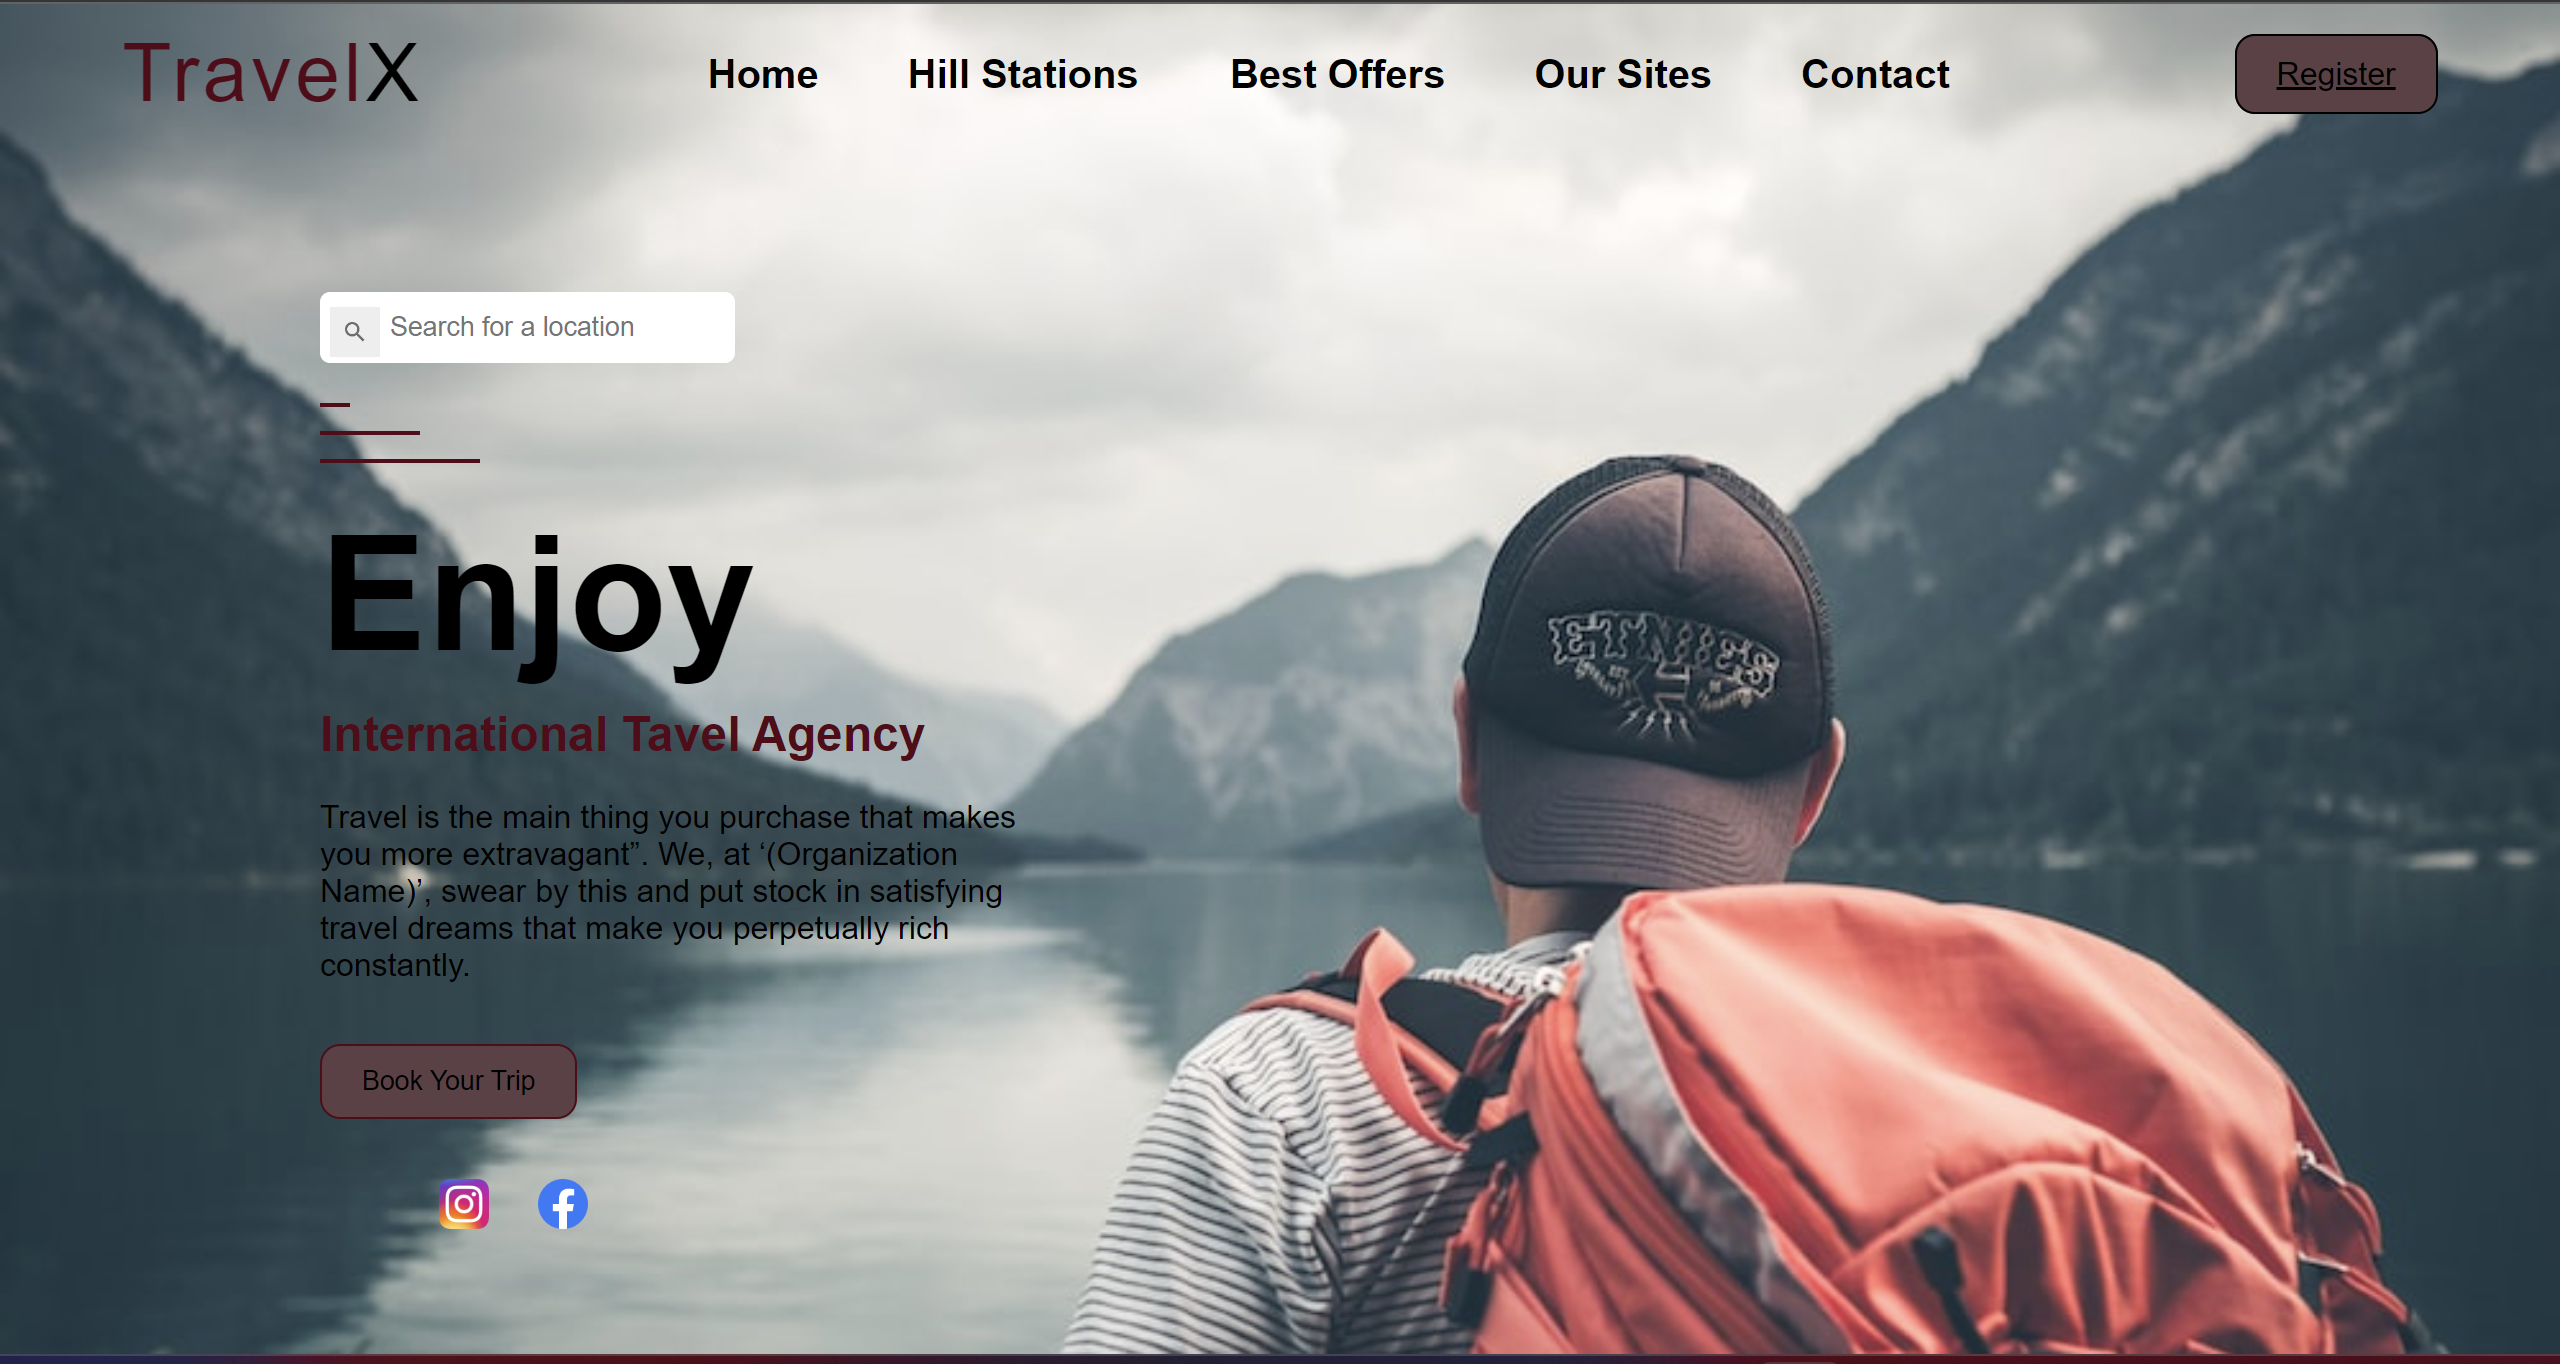 TravelX
Home Hill Stations Best Offers Our Sites Contact
Register
Search for a location
Enjoy
International Tavel Agency
Travel is the main thing you purchase that makes
you more extravagant”. We, at ‘(Organization
Name)’, swear by this and put stock in satisfying
travel dreams that make you perpetually rich
constantly.
Book Your Trip
ETNIES